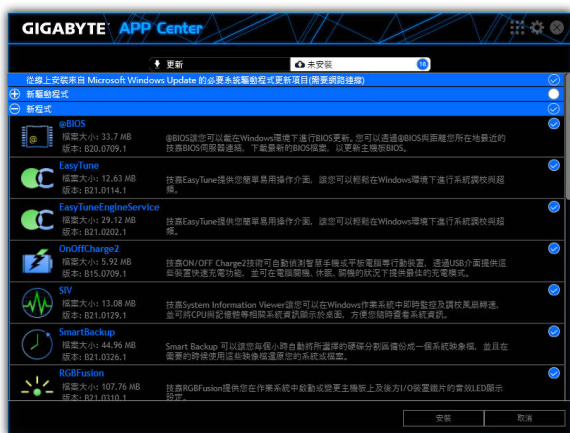 GIGABYTE APP Center
更新
未安裝
從線上安裝來自 Microsoft Windows Update 的必要系統驅動程式更新項目(需要網路連線)
新驅動程式
新程式
@BIOS
檔案大小: 33.7 MB
版本: B20.0709.1
@BIOS讓您可以載在Windows環境下進行BIOS更新。您可以透過@BIOS與距離您所在地最近的
技嘉BIOS伺服器連結, 下載最新的BIOS檔案, 以更新主機板BIOS。
EasyTune
檔案大小: 12.63 MB
版本: B21.0114.1
技嘉EasyTune提供您簡單易用操作介面, 讓您可以輕鬆在Windows環境下進行系統調校與超
頻。
EasyTuneEngineService
檔案大小: 29.12 MB
版本: B21.0202.1
技嘉EasyTune提供您簡單易用操作介面, 讓您可以輕鬆在Windows環境下進行系統調校與超
頻。
OnOffCharge2
檔案大小: 5.92 MB
版本: B15.0709.1
技嘉ON/OFF Charge2技術可自動偵測智慧手機或平板電腦等行動裝置, 透過USB介面提供這
些裝置快速充電功能, 並可在電腦開機、休眠、關機的狀況下提供最佳的充電模式。
SIV
檔案大小: 13.08 MB
版本: B21.0129.1
技嘉System Information Viewer讓您可以在Windows作業系統中即時監控及調校風扇轉速,
並可將CPU與記憶體等相關系統資訊顯示於桌面, 方便您隨時查看系統資訊。
SmartBackup
檔案大小: 44.96 MB
版本: B21.0326.1
Smart Backup 可以讓您每個小時自動將所選擇的硬碟分割區備份成一個系統映象檔, 並且在
需要的時候使用這些映像檔還原您的系統或檔案。
RGBFusion
檔案大小: 107.76 MB
版本: B21.0310.1
技嘉RGBFusion提供您在作業系統中啟動或變更主機板上及後方I/O裝置鐵片的音效LED顯示
設定。
安裝
取消